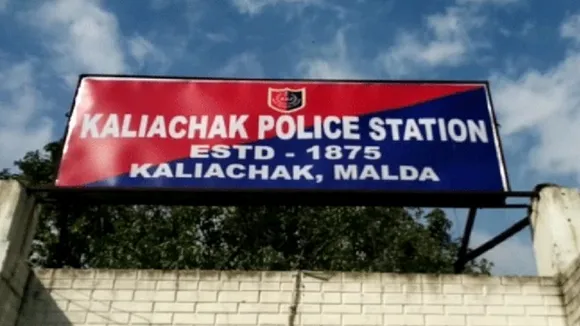 KALIACHAK POLICE STATION
ESTD - 1875
KALIACHAK, MALDA